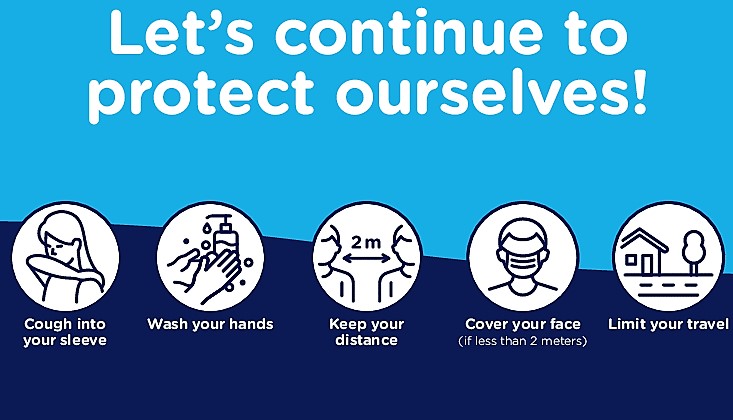 Let's continue to
protect ourselves!
2 m
Cough into
your sleeve
Wash your hands
Keep your
distance
Cover your face
(if less than 2 meters)
Limit your travel